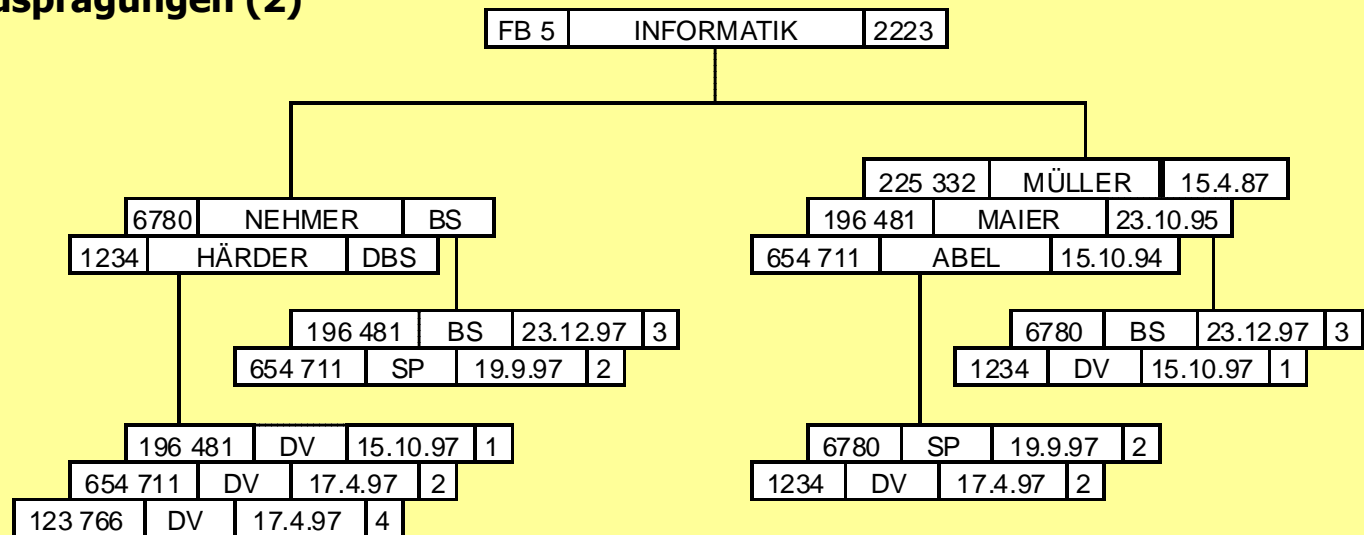 usprägungen (2)
FB 5 INFORMATIK 2223
225 332 MÜLLER 15.4.87
6780 NEHMER BS
196 481 MAIER 23.10.95
1234 HÄRDER DBS
654 711 ABEL 15.10.94
196 481 BS 23.12.97 3
6780 BS 23.12.97 3
654 711 SP 19.9.97 2
1234 DV 15.10.97 1
196 481 DV 15.10.97 1
6780 SP 19.9.97 2
654 711 DV 17.4.97 2
1234 DV 17.4.97 2
123 766 DV 17.4.97 4